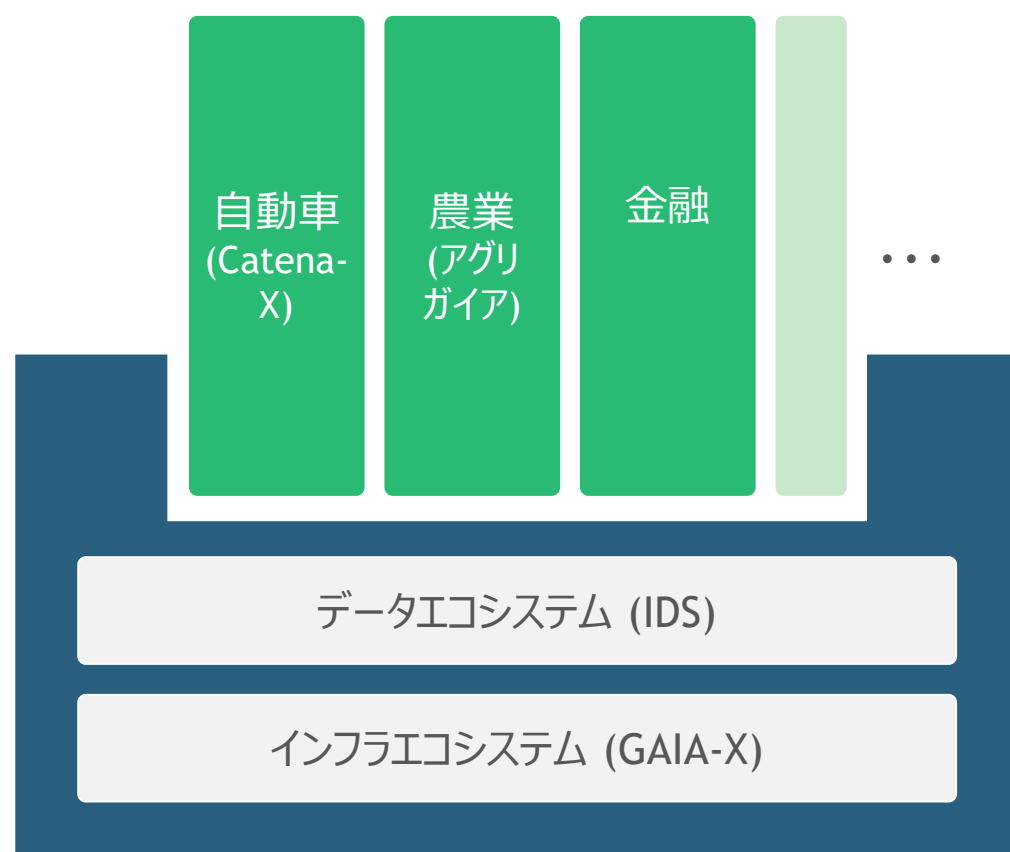 自動車
(Catena-
X)
農業
(アグリ
ガイア)
金融
...
データエコシステム (IDS)
インフラエコシステム (GAIA-X)